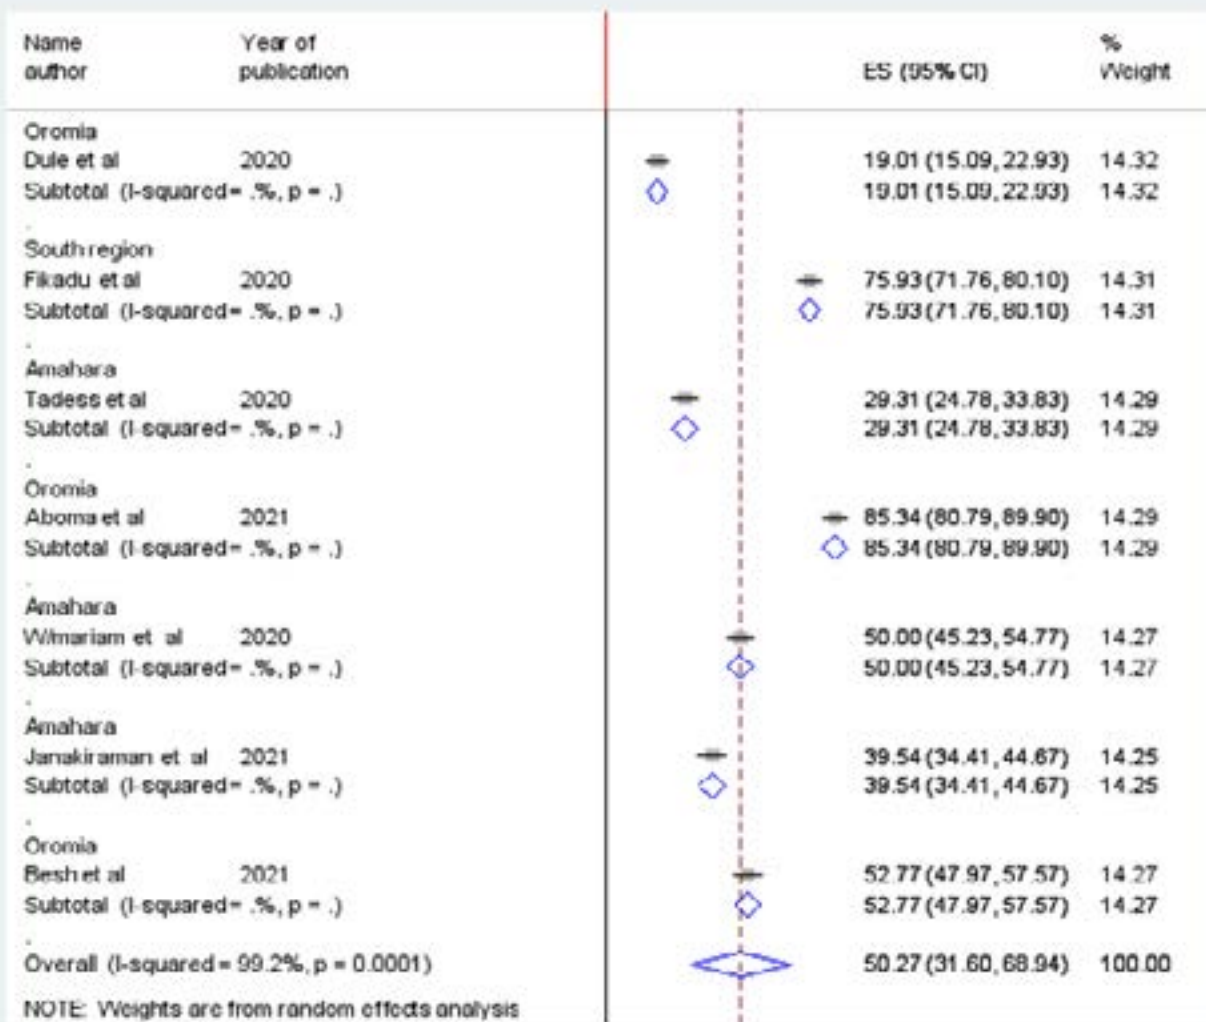 Name author Year of publication ES (95% CI) % Weight
Oromia
Dule et al 2020 19.01 (15.09, 22.93) 14.32
Subtotal (I-squared = .%, p = .) 19.01 (15.09, 22.93) 14.32
.
South region
Fikadu et al 2020 75.93 (71.76, 80.10) 14.31
Subtotal (I-squared = .%, p = .) 75.93 (71.76, 80.10) 14.31
.
Amahara
Tadess et al 2020 29.31 (24.78, 33.83) 14.29
Subtotal (I-squared = .%, p = .) 29.31 (24.78, 33.83) 14.29
.
Oromia
Aboma et al 2021 85.34 (80.79, 89.90) 14.29
Subtotal (I-squared = .%, p = .) 85.34 (80.79, 89.90) 14.29
.
Amahara
W/mariam et al 2020 50.00 (45.23, 54.77) 14.27
Subtotal (I-squared = .%, p = .) 50.00 (45.23, 54.77) 14.27
.
Amahara
Janakiraman et al 2021 39.54 (34.41, 44.67) 14.25
Subtotal (I-squared = .%, p = .) 39.54 (34.41, 44.67) 14.25
.
Oromia
Besh et al 2021 52.77 (47.97, 57.57) 14.27
Subtotal (I-squared = .%, p = .) 52.77 (47.97, 57.57) 14.27
.
Overall (I-squared = 99.2%, p = 0.0001) 50.27 (31.60, 68.94) 100.00
NOTE: Weights are from random effects analysis